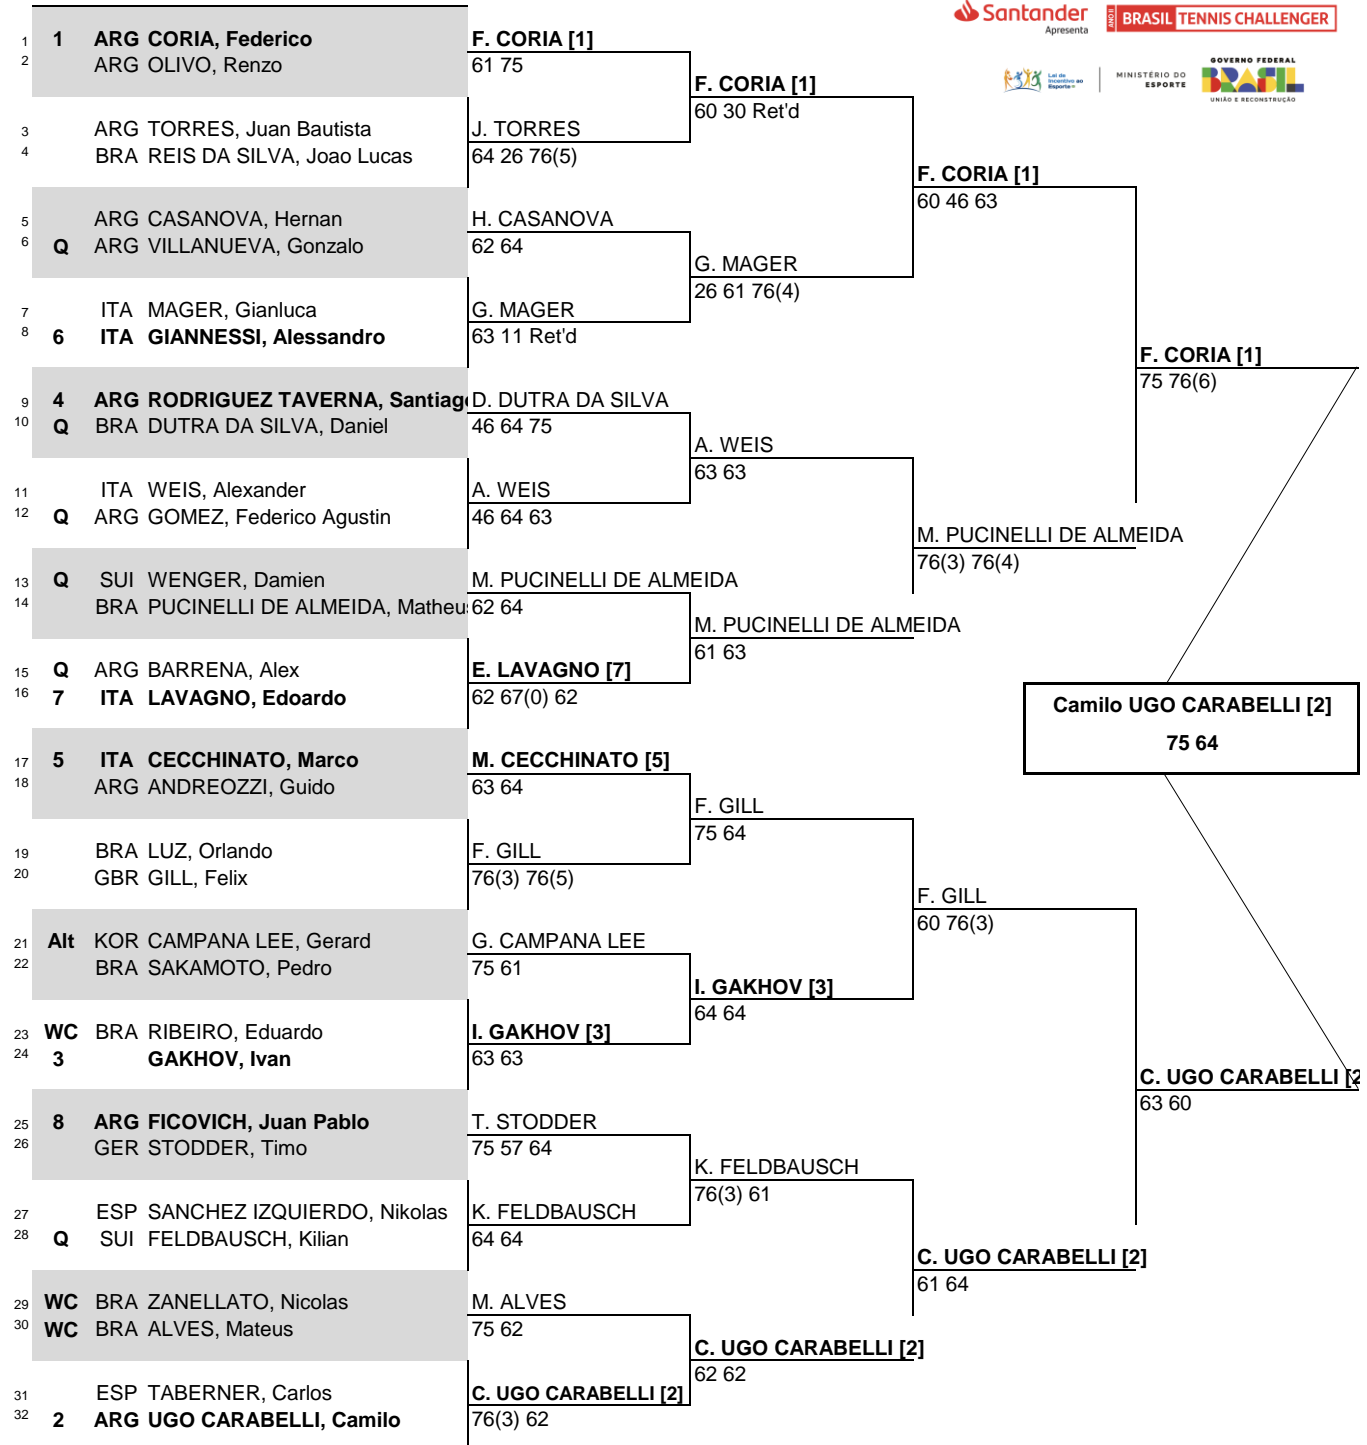 Santander
Apresenta
ANO II
BRASIL TENNIS CHALLENGER
Lei de
Incentivo ao
Esporte
MINISTÉRIO DO
ESPORTE
GOVERNO FEDERAL
BRASIL
UNIÃO E RECONSTRUÇÃO
1 1 ARG CORIA, Federico
2 ARG OLIVO, Renzo
F. CORIA [1]
61 75
F. CORIA [1]
60 30 Ret'd
3 ARG TORRES, Juan Bautista
4 BRA REIS DA SILVA, Joao Lucas
J. TORRES
64 26 76(5)
F. CORIA [1]
60 46 63
5 ARG CASANOVA, Hernan
6 Q ARG VILLANUEVA, Gonzalo
H. CASANOVA
62 64
G. MAGER
26 61 76(4)
7 ITA MAGER, Gianluca
8 6 ITA GIANNESSI, Alessandro
G. MAGER
63 11 Ret'd
F. CORIA [1]
75 76(6)
9 4 ARG RODRIGUEZ TAVERNA, Santiag
10 Q BRA DUTRA DA SILVA, Daniel
D. DUTRA DA SILVA
46 64 75
A. WEIS
63 63
11 ITA WEIS, Alexander
12 Q ARG GOMEZ, Federico Agustin
A. WEIS
46 64 63
M. PUCINELLI DE ALMEIDA
76(3) 76(4)
13 Q SUI WENGER, Damien
14 BRA PUCINELLI DE ALMEIDA, Matheu
M. PUCINELLI DE ALMEIDA
62 64
M. PUCINELLI DE ALMEIDA
61 63
15 Q ARG BARRENA, Alex
16 7 ITA LAVAGNO, Edoardo
E. LAVAGNO [7]
62 67(0) 62
Camilo UGO CARABELLI [2]
75 64
17 5 ITA CECCHINATO, Marco
18 ARG ANDREOZZI, Guido
M. CECCHINATO [5]
63 64
F. GILL
75 64
19 BRA LUZ, Orlando
20 GBR GILL, Felix
F. GILL
76(3) 76(5)
F. GILL
60 76(3)
21 Alt KOR CAMPANA LEE, Gerard
22 BRA SAKAMOTO, Pedro
G. CAMPANA LEE
75 61
I. GAKHOV [3]
64 64
23 WC BRA RIBEIRO, Eduardo
24 3 GAKHOV, Ivan
I. GAKHOV [3]
63 63
C. UGO CARABELLI [2
63 60
25 8 ARG FICOVICH, Juan Pablo
26 GER STODDER, Timo
T. STODDER
75 57 64
K. FELDBAUSCH
76(3) 61
27 ESP SANCHEZ IZQUIERDO, Nikolas
28 Q SUI FELDBAUSCH, Kilian
K. FELDBAUSCH
64 64
C. UGO CARABELLI [2]
61 64
29 WC BRA ZANELLATO, Nicolas
30 WC BRA ALVES, Mateus
M. ALVES
75 62
C. UGO CARABELLI [2]
62 62
31 ESP TABERNER, Carlos
32 2 ARG UGO CARABELLI, Camilo
C. UGO CARABELLI [2]
76(3) 62